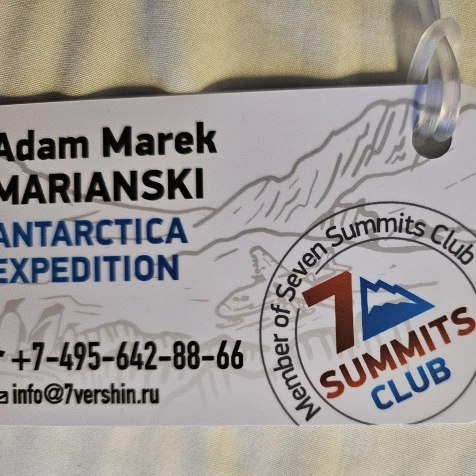 Adam Marek
MARIANSKI
ANTARCTICA
EXPEDITION
+7-495-642-88-66
info@7vershin.ru
Member of Seven Summits Club
7
SUMMITS
CLUB